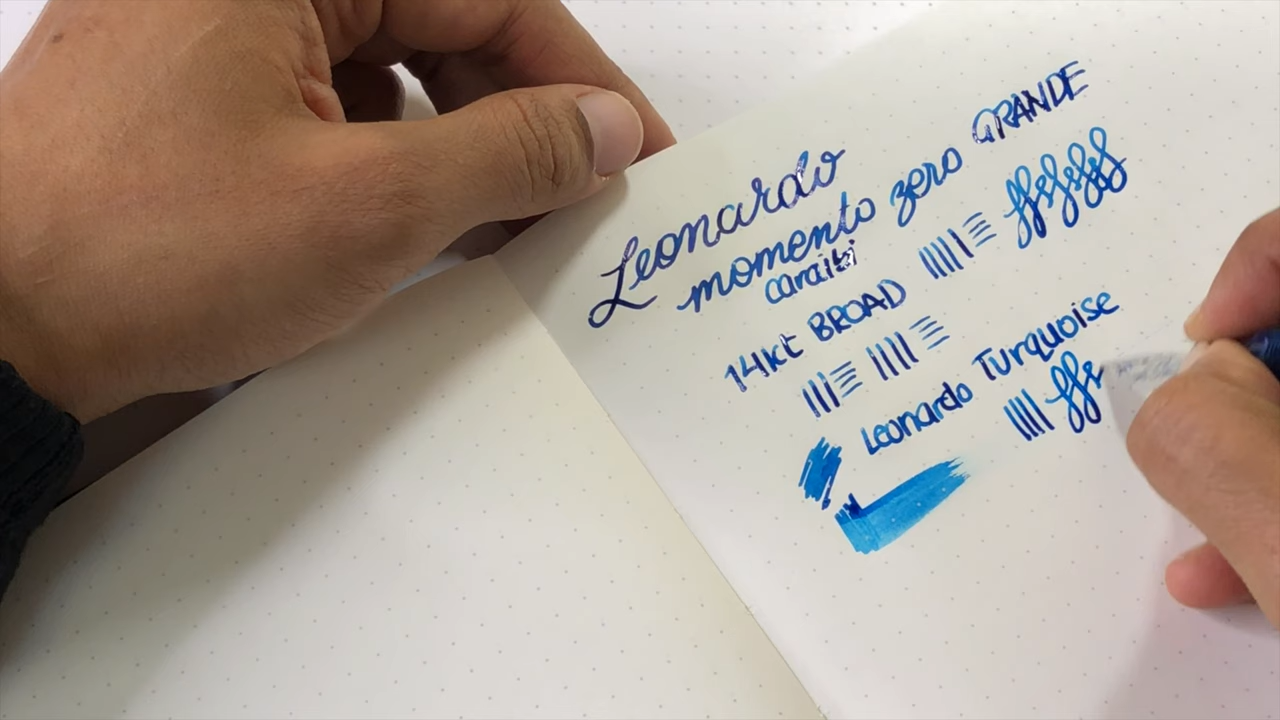 Leonardo
momento zero GRANDE
caraibi
14kt BROAD
Leonardo Turquoise